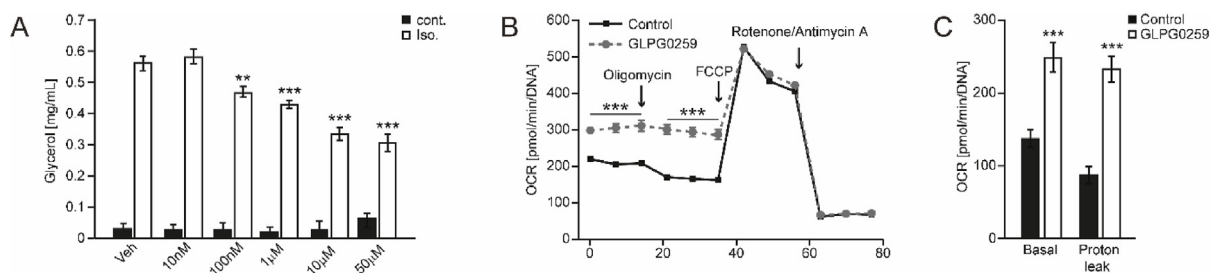 A
cont.
Iso.
Glycerol [mg/mL]
0.7
0.6
0.5
0.4
0.3
0.2
0.1
0
**
***
***
***
Veh
10nM
100nM
1µM
10µM
50µM
B
Control
GLPG0259
Rotenone/Antimycin A
Oligomycin
FCCP
***
***
OCR [pmol/min/DNA]
600
500
400
300
200
100
0
0
20
40
60
80
C
Control
GLPG0259
***
***
OCR [pmol/min/DNA]
300
200
100
0
Basal
Proton
leak